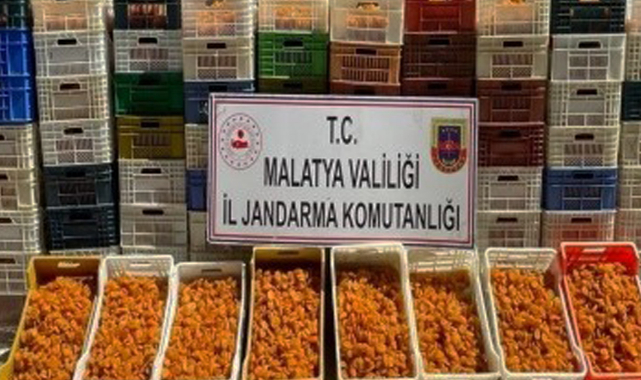 T.C.
MALATYA VALİLİĞİ
İL JANDARMA KOMUTANLIĞI